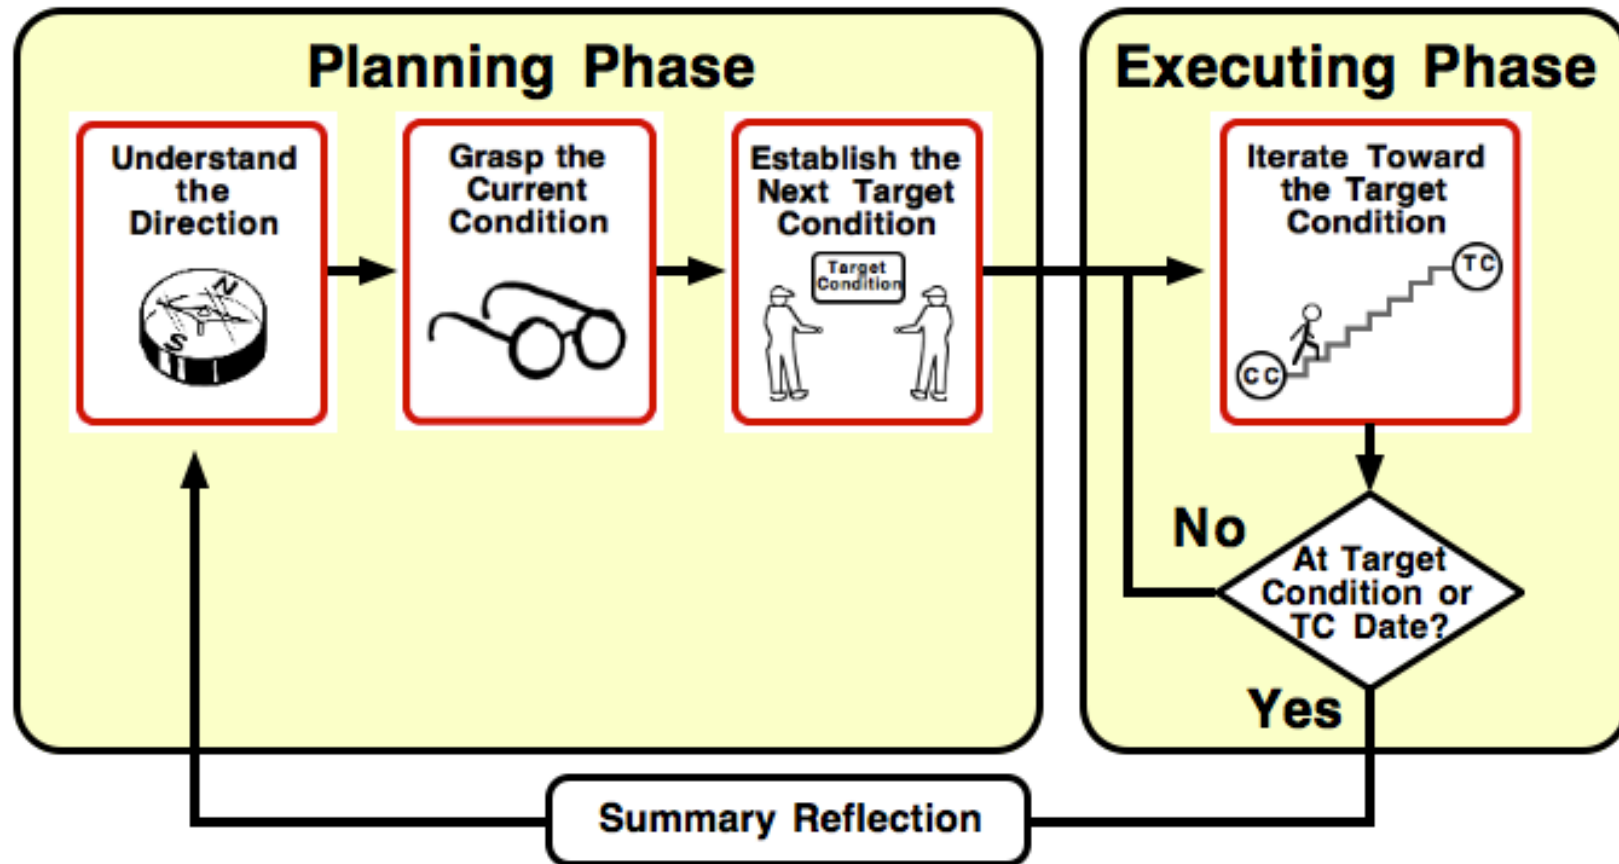 Planning Phase
Understand
the
Direction
N
S
Grasp the
Current
Condition
Establish the
Next Target
Condition
Target
Condition
Executing Phase
Iterate Toward
the Target
Condition
TC
CC
No
At Target
Condition or
TC Date?
Yes
Summary Reflection